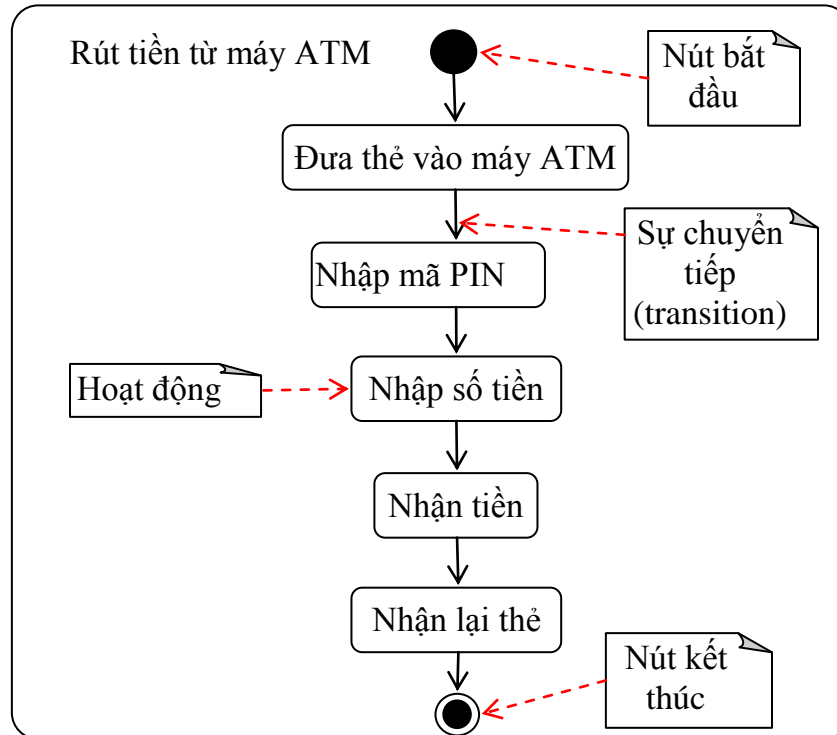 Rút tiền từ máy ATM
Nút bắt
đầu
Đưa thẻ vào máy ATM
Sự chuyển
tiếp
(transition)
Nhập mã PIN
Hoạt động
Nhập số tiền
Nhận tiền
Nhận lại thẻ
Nút kết
thúc